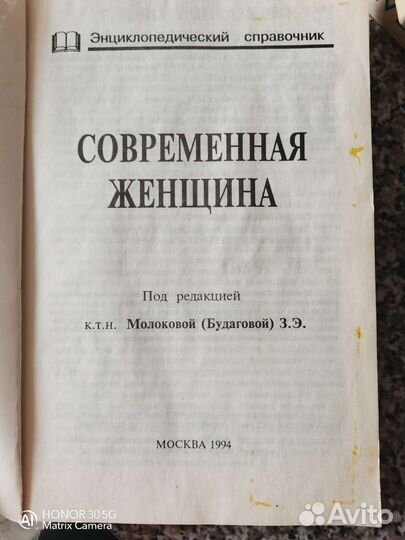 Энциклопедический справочник
СОВРЕМЕННАЯ
ЖЕНЩИНА
Под редакцией
к.т.н. Молоковой (Будаговой) З.Э.
МОСКВА 1994
HONOR 30 5G
Matrix Camera
Avito